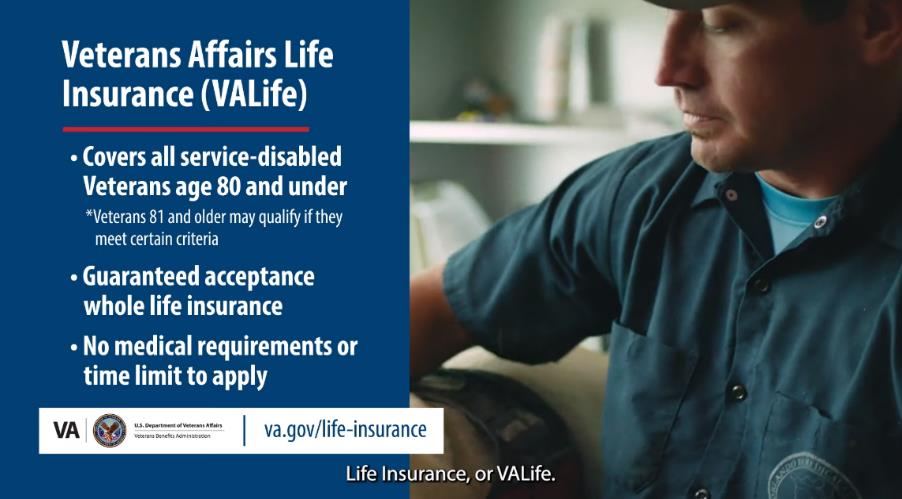 Veterans Affairs Life
Insurance (VALife)
• Covers all service-disabled
Veterans age 80 and under
*Veterans 81 and older may qualify if they
meet certain criteria
• Guaranteed acceptance
whole life insurance
• No medical requirements or
time limit to apply
VA
U.S. Department of Veterans Affairs
Veterans Benefits Administration
va.gov/life-insurance
Life Insurance, or VALife.